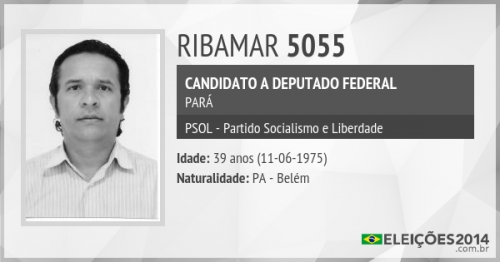 RIBAMAR 5055
CANDIDATO A DEPUTADO FEDERAL
PARÁ
PSOL - Partido Socialismo e Liberdade
Idade: 39 anos (11-06-1975)
Naturalidade: PA - Belém
ELEIÇÕES2014
.com.br